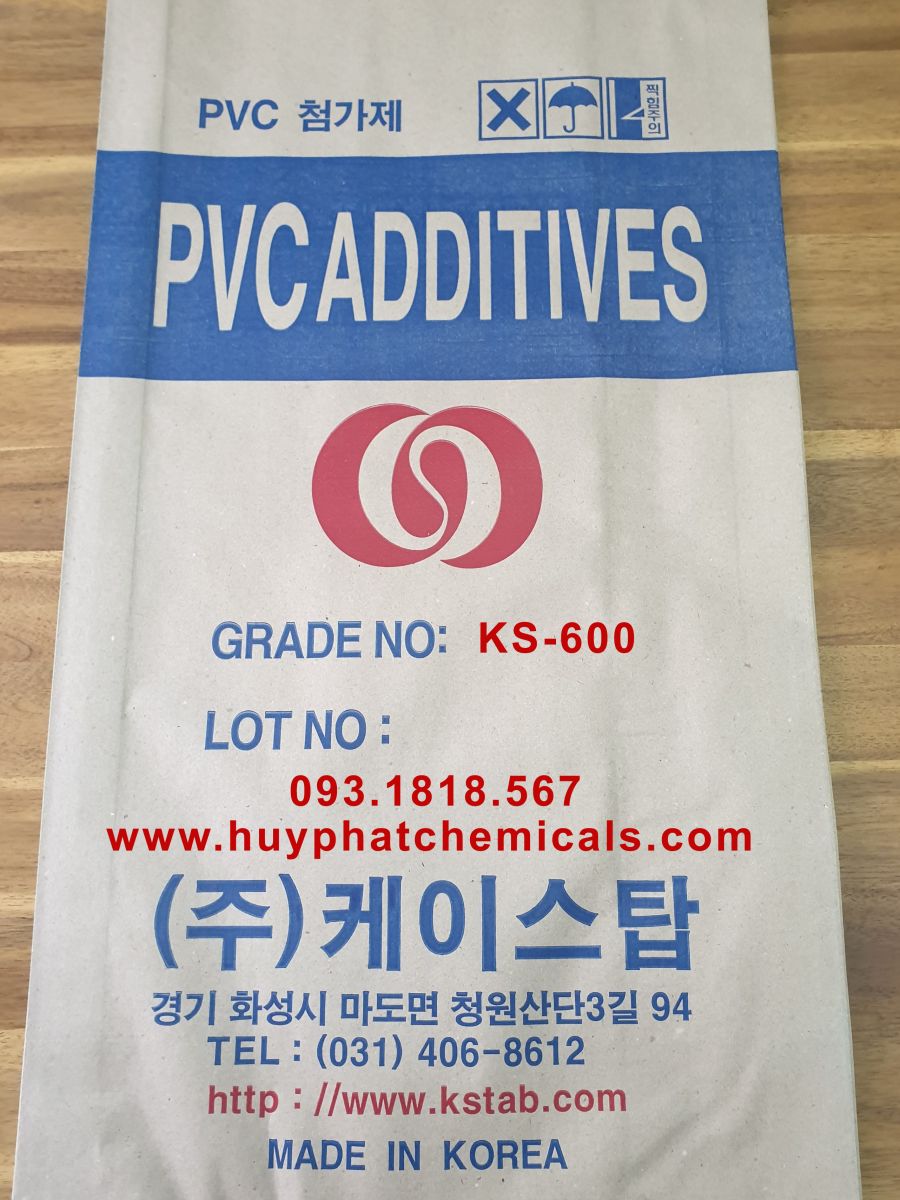 PVC 첨가제
찍힘주의
PVC ADDITIVES
GRADE NO: KS-600
LOT NO :
093.1818.567
www.huyphatchemicals.com
(주)케이스탑
경기 화성시 마도면 청원산단3길 94
TEL : (031) 406-8612
http : //www.kstab.com
MADE IN KOREA